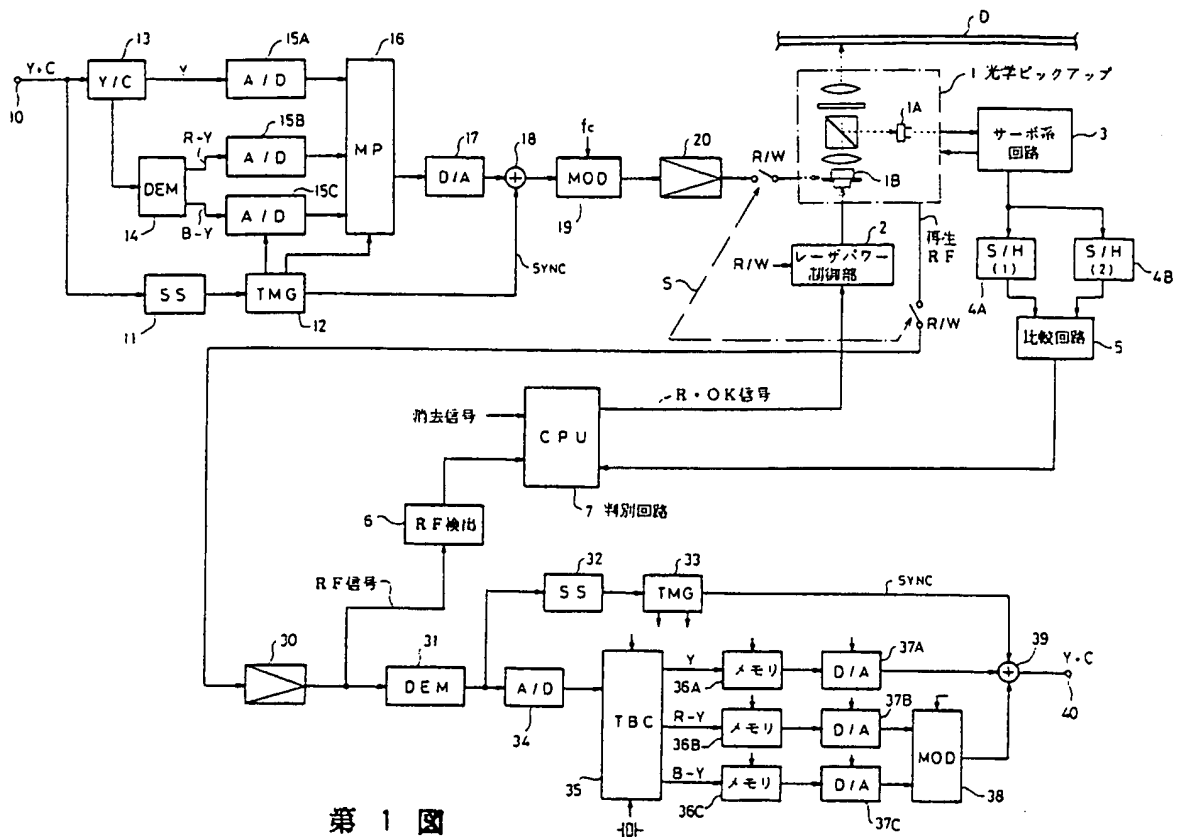 D
13
15A
16
Y+C
Y/C
Y
A/D
10
1 光学ピックアップ
1A
サーボ系
回路
3
15B
R-Y
A/D
MP
17
18
fc
20
DEM
15C
D/A
MOD
R/W
1B
14
B-Y
A/D
19
2
再生
RF
レーザパワー
制御部
R/W
S/H
(1)
S/H
(2)
4A
4B
SYNC
S
SS
TMG
11
12
R/W
比較回路
5
R・OK信号
消去信号
CPU
7 判別回路
6
RF検出
32
33
RF信号
SS
TMG
SYNC
30
31
DEM
A/D
34
TBC
35
Y
36A
メモリ
D/A
37A
39
Y+C
40
R-Y
36B
メモリ
D/A
37B
MOD
38
B-Y
36C
メモリ
D/A
37C
第 1 図